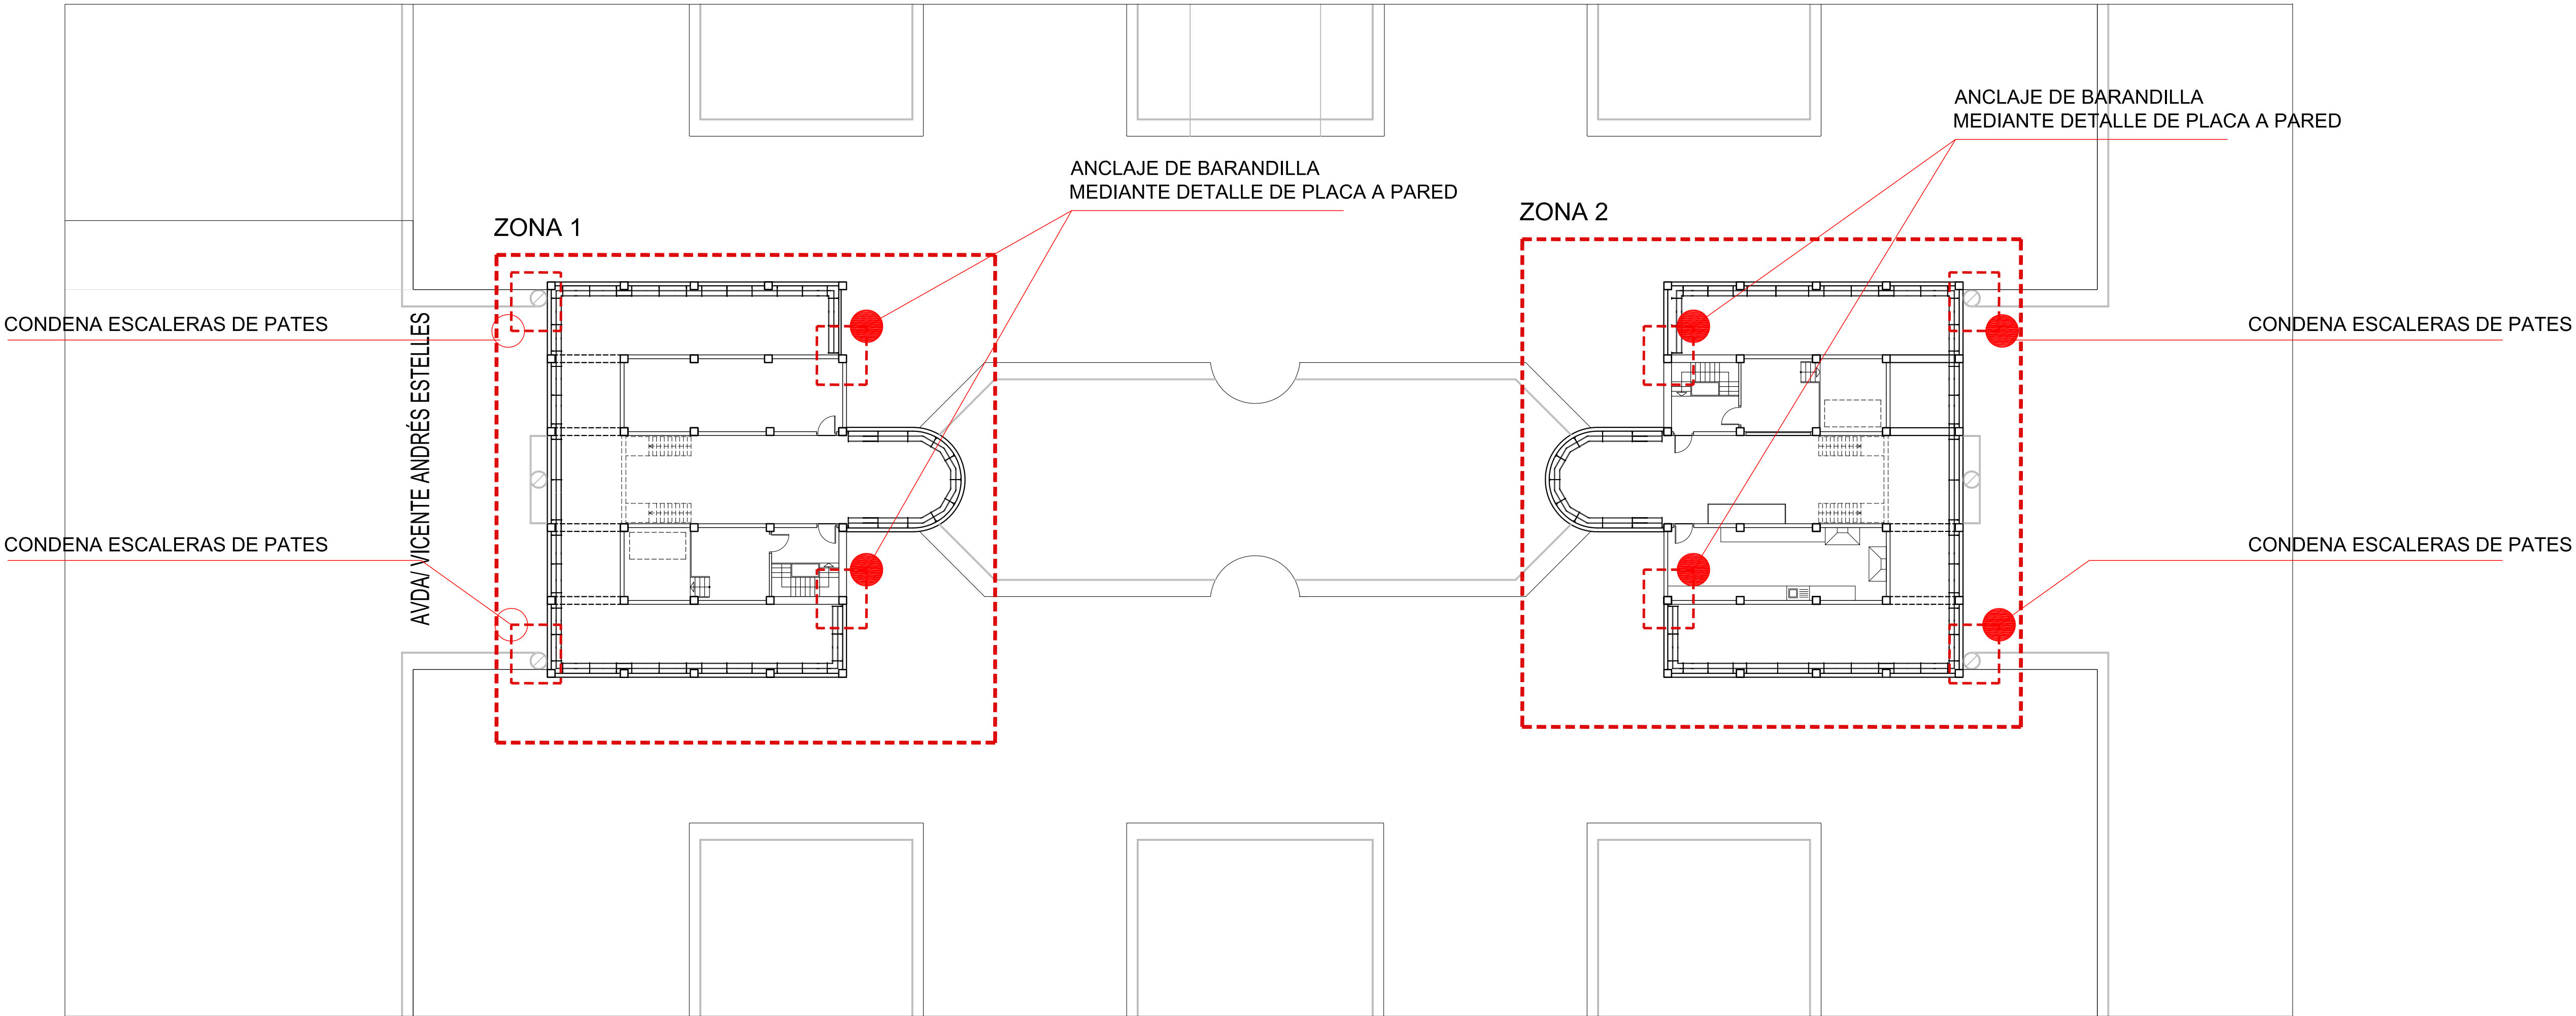 ANCLAJE DE BARANDILLA
MEDIANTE DETALLE DE PLACA A PARED
ANCLAJE DE BARANDILLA
MEDIANTE DETALLE DE PLACA A PARED
ZONA 1
ZONA 2
CONDENA ESCALERAS DE PATES
CONDENA ESCALERAS DE PATES
AVDA/ VICENTE ANDRÉS ESTELLES
CONDENA ESCALERAS DE PATES
CONDENA ESCALERAS DE PATES